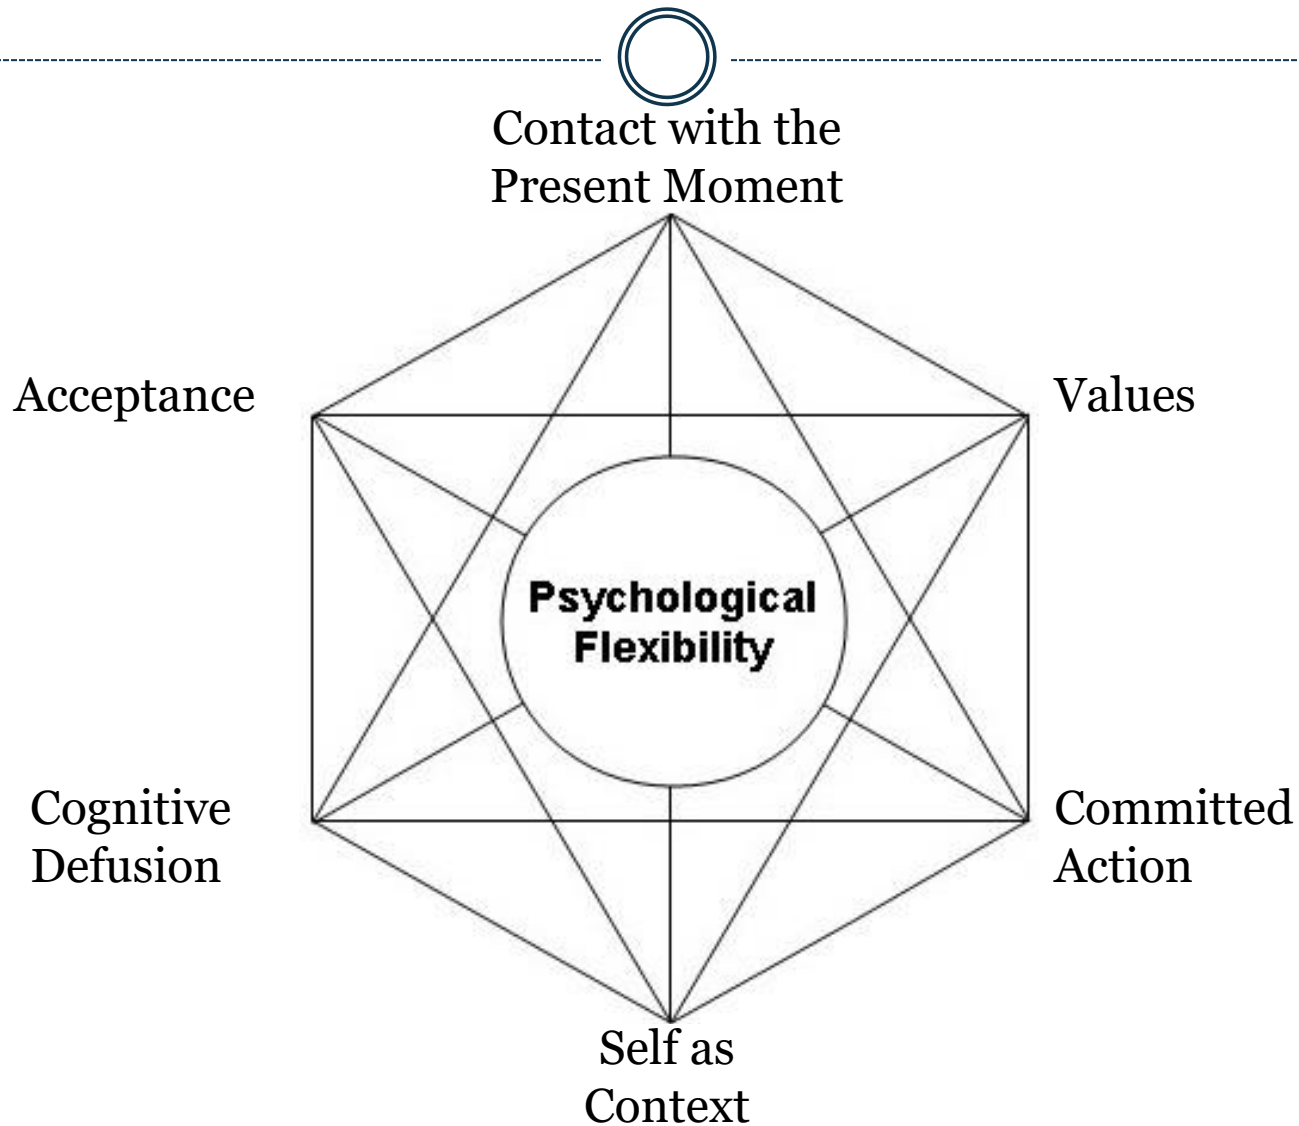 Contact with the
Present Moment
Acceptance
Values
Psychological
Flexibility
Cognitive
Defusion
Committed
Action
Self as
Context